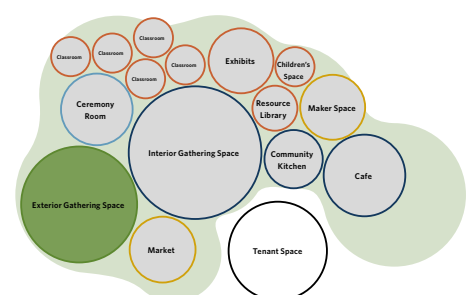 Classroom
Classroom
Classroom
Classroom
Classroom
Exhibits
Children's
Space
Ceremony
Room
Resource
Library
Maker Space
Interior Gathering Space
Community
Kitchen
Cafe
Exterior Gathering Space
Market
Tenant Space